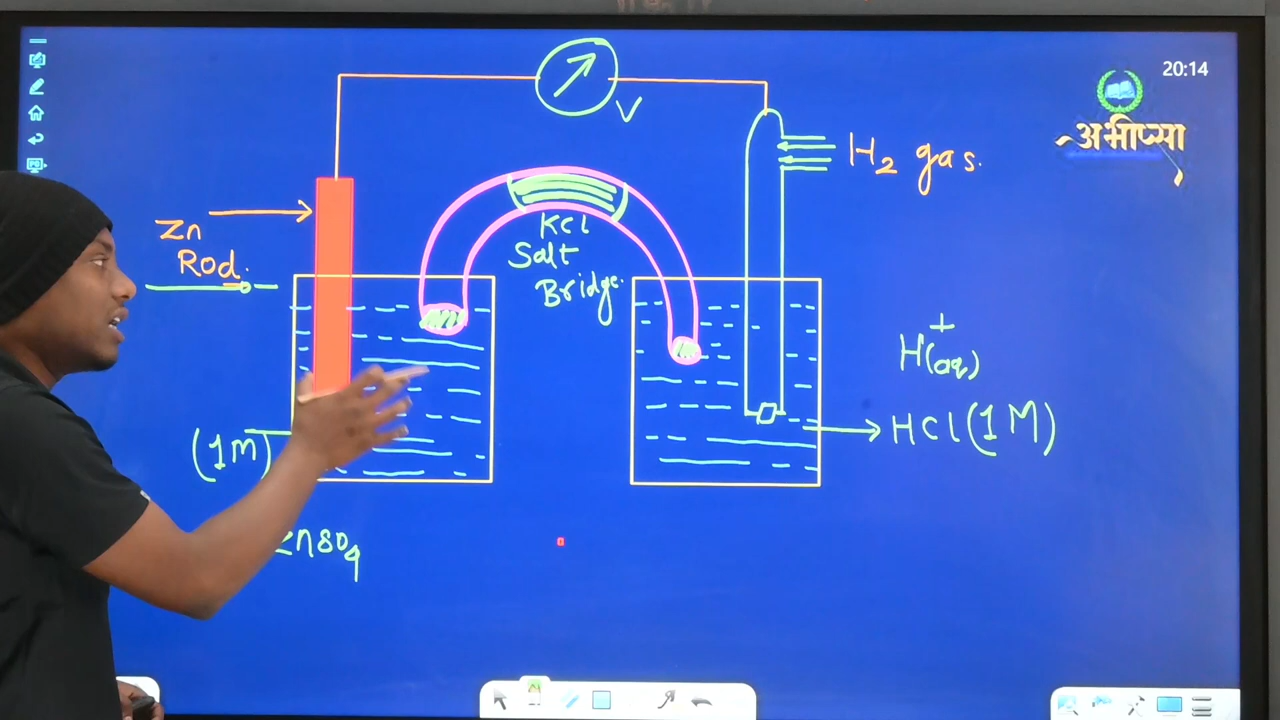 20:14
अभीप्सा
V
H2 gas.
Zn
Rod.
KCl
Salt
Bridge.
H+(aq)
(1M)
HCl (1M)
ZnSO4